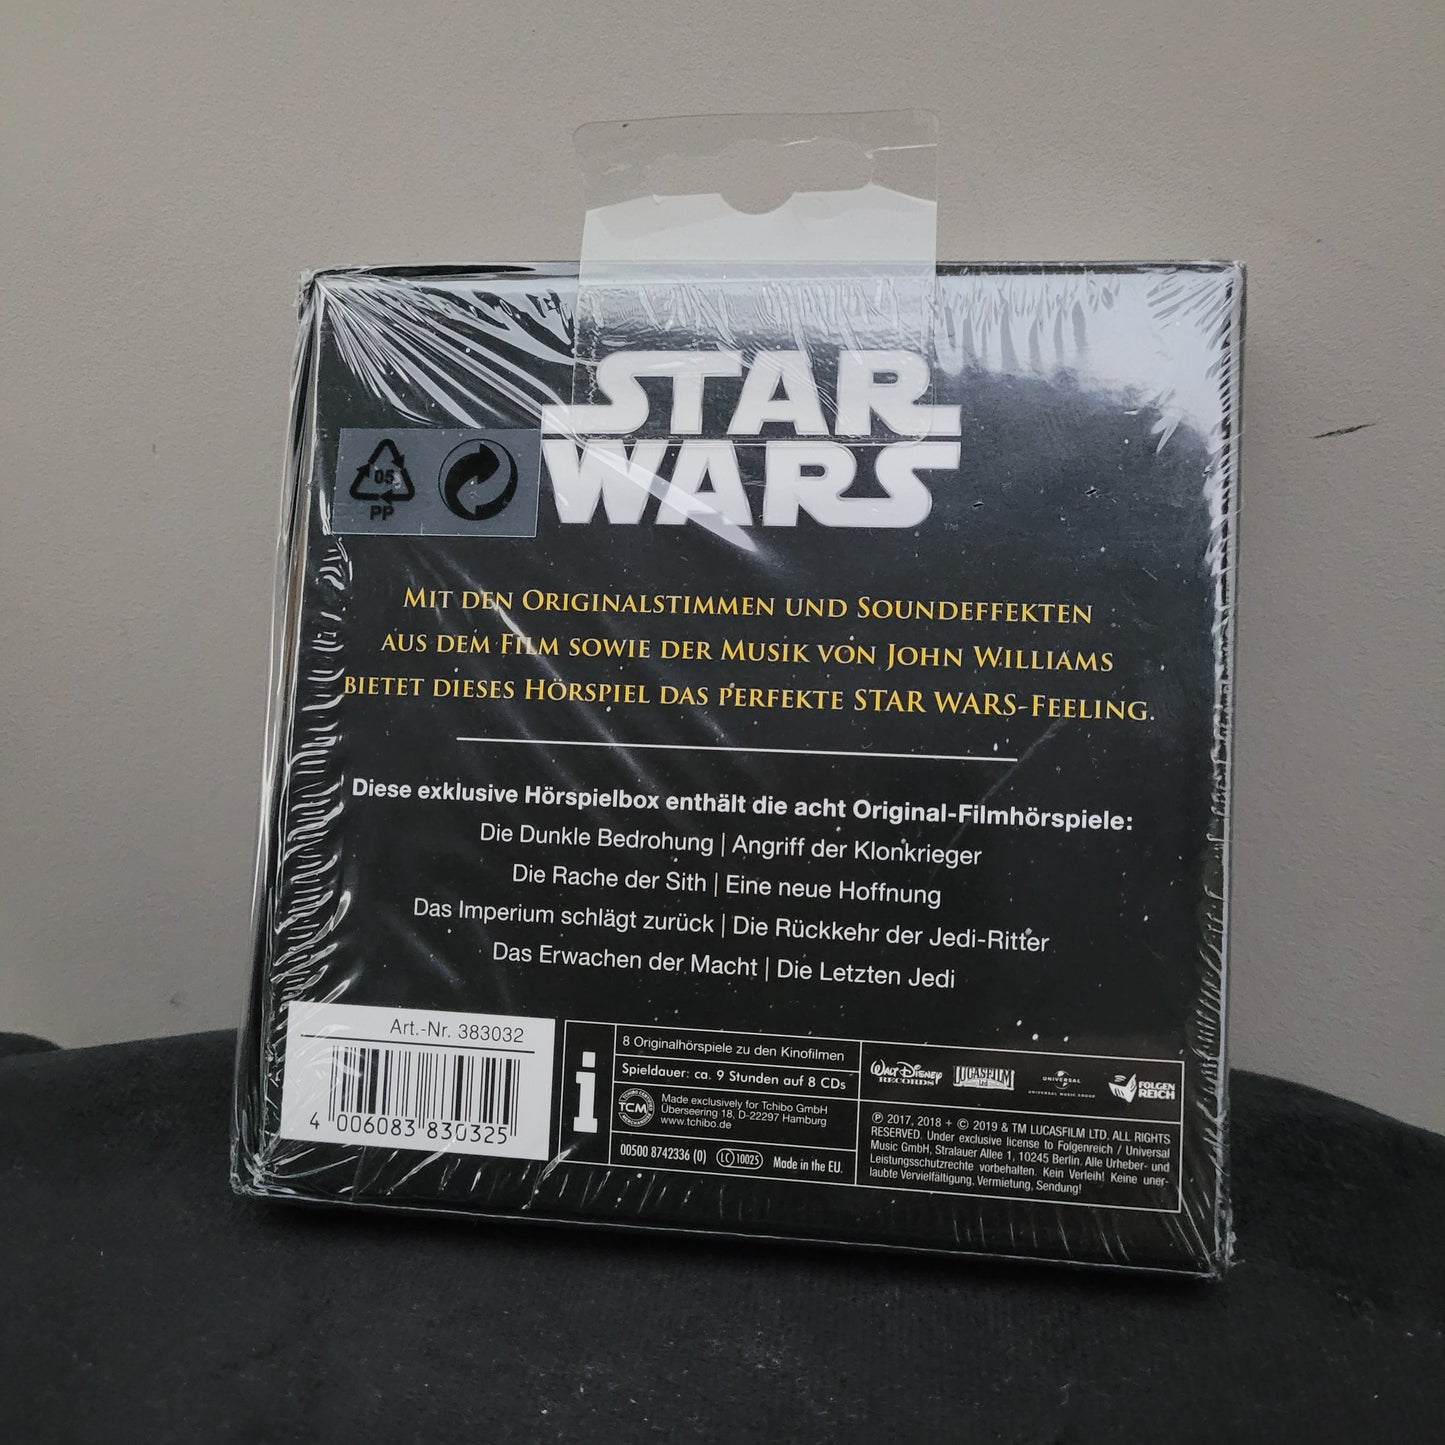 STAR
WARS
TM
05
PP
Mit den Originalstimmen und Soundeffekten
aus dem Film sowie der Musik von John Williams
bietet dieses Hörspiel das perfekte STAR WARS-Feeling.
Diese exklusive Hörspielbox enthält die acht Original-Filmhörspiele:
Die Dunkle Bedrohung | Angriff der Klonkrieger
Die Rache der Sith | Eine neue Hoffnung
Das Imperium schlägt zurück | Die Rückkehr der Jedi-Ritter
Das Erwachen der Macht | Die Letzten Jedi
Art.-Nr. 383032
4 006083 830325
i
8 Originalhörspiele zu den Kinofilmen
Spieldauer: ca. 9 Stunden auf 8 CDs
TCM
Made exclusively for Tchibo GmbH
Überseering 18, D-22297 Hamburg
www.tchibo.de
00500 8742336 (0) LC 10025 Made in the EU.
Walt Disney
RECORDS
LUCASFILM
Ltd
UNIVERSAL
UNIVERSAL MUSIC GROUP
FOLGEN
REICH
℗ 2017, 2018 + © 2019 & TM LUCASFILM LTD. ALL RIGHTS
RESERVED. Under exclusive license to Folgenreich / Universal
Music GmbH, Stralauer Allee 1, 10245 Berlin. Alle Urheber- und
Leistungsschutzrechte vorbehalten. Kein Verleih! Keine uner-
laubte Vervielfältigung, Vermietung, Sendung!